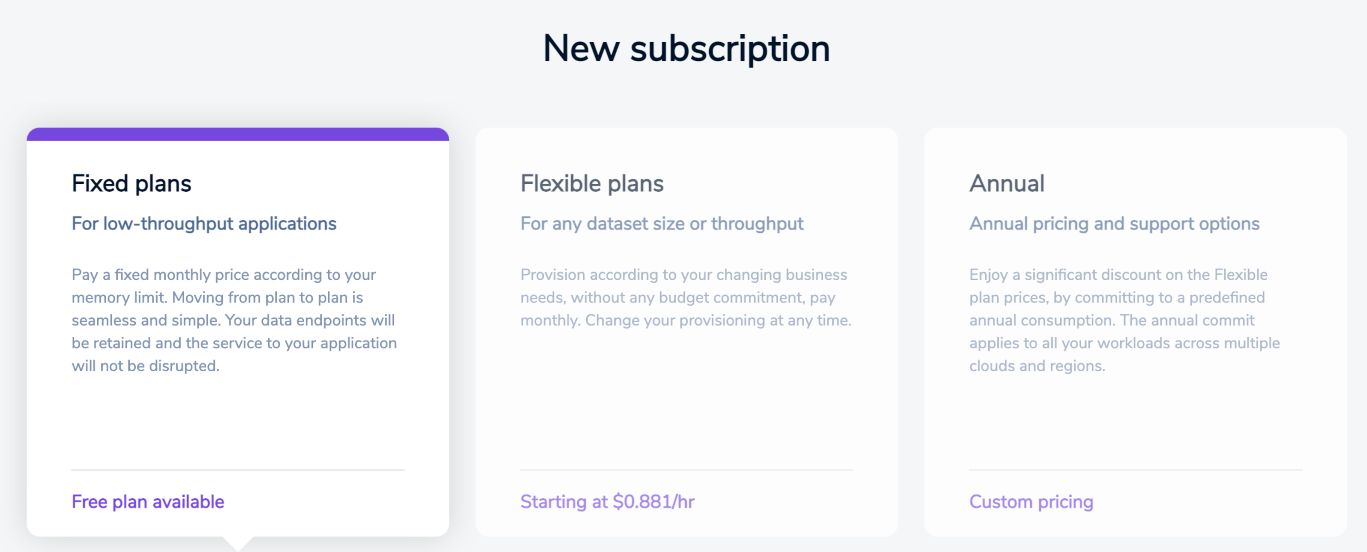 New subscription
Fixed plans
For low-throughput applications
Pay a fixed monthly price according to your
memory limit. Moving from plan to plan is
seamless and simple. Your data endpoints will
be retained and the service to your application
will not be disrupted.
Free plan available
Flexible plans
For any dataset size or throughput
Provision according to your changing business
needs, without any budget commitment, pay
monthly. Change your provisioning at any time.
Starting at $0.881/hr
Annual
Annual pricing and support options
Enjoy a significant discount on the Flexible
plan prices, by committing to a predefined
annual consumption. The annual commit
applies to all your workloads across multiple
clouds and regions.
Custom pricing